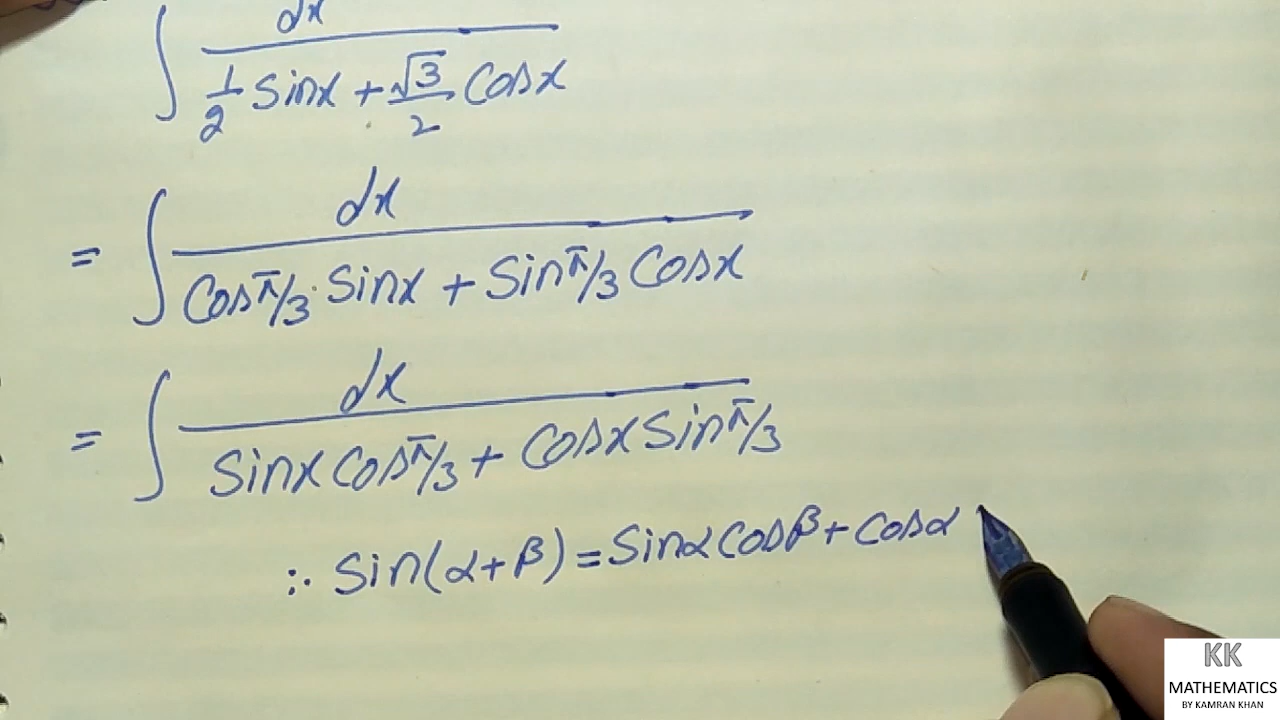 ∫ dx / (1/2 Sinx + √3/2 Cosx)
= ∫ dx / (Cosπ/3 . Sinx + Sinπ/3 Cosx)
= ∫ dx / (Sinx Cosπ/3 + Cosx Sinπ/3)
∵ Sin(α+β) = Sinα Cosβ + Cosα
KK
MATHEMATICS
BY KAMRAN KHAN